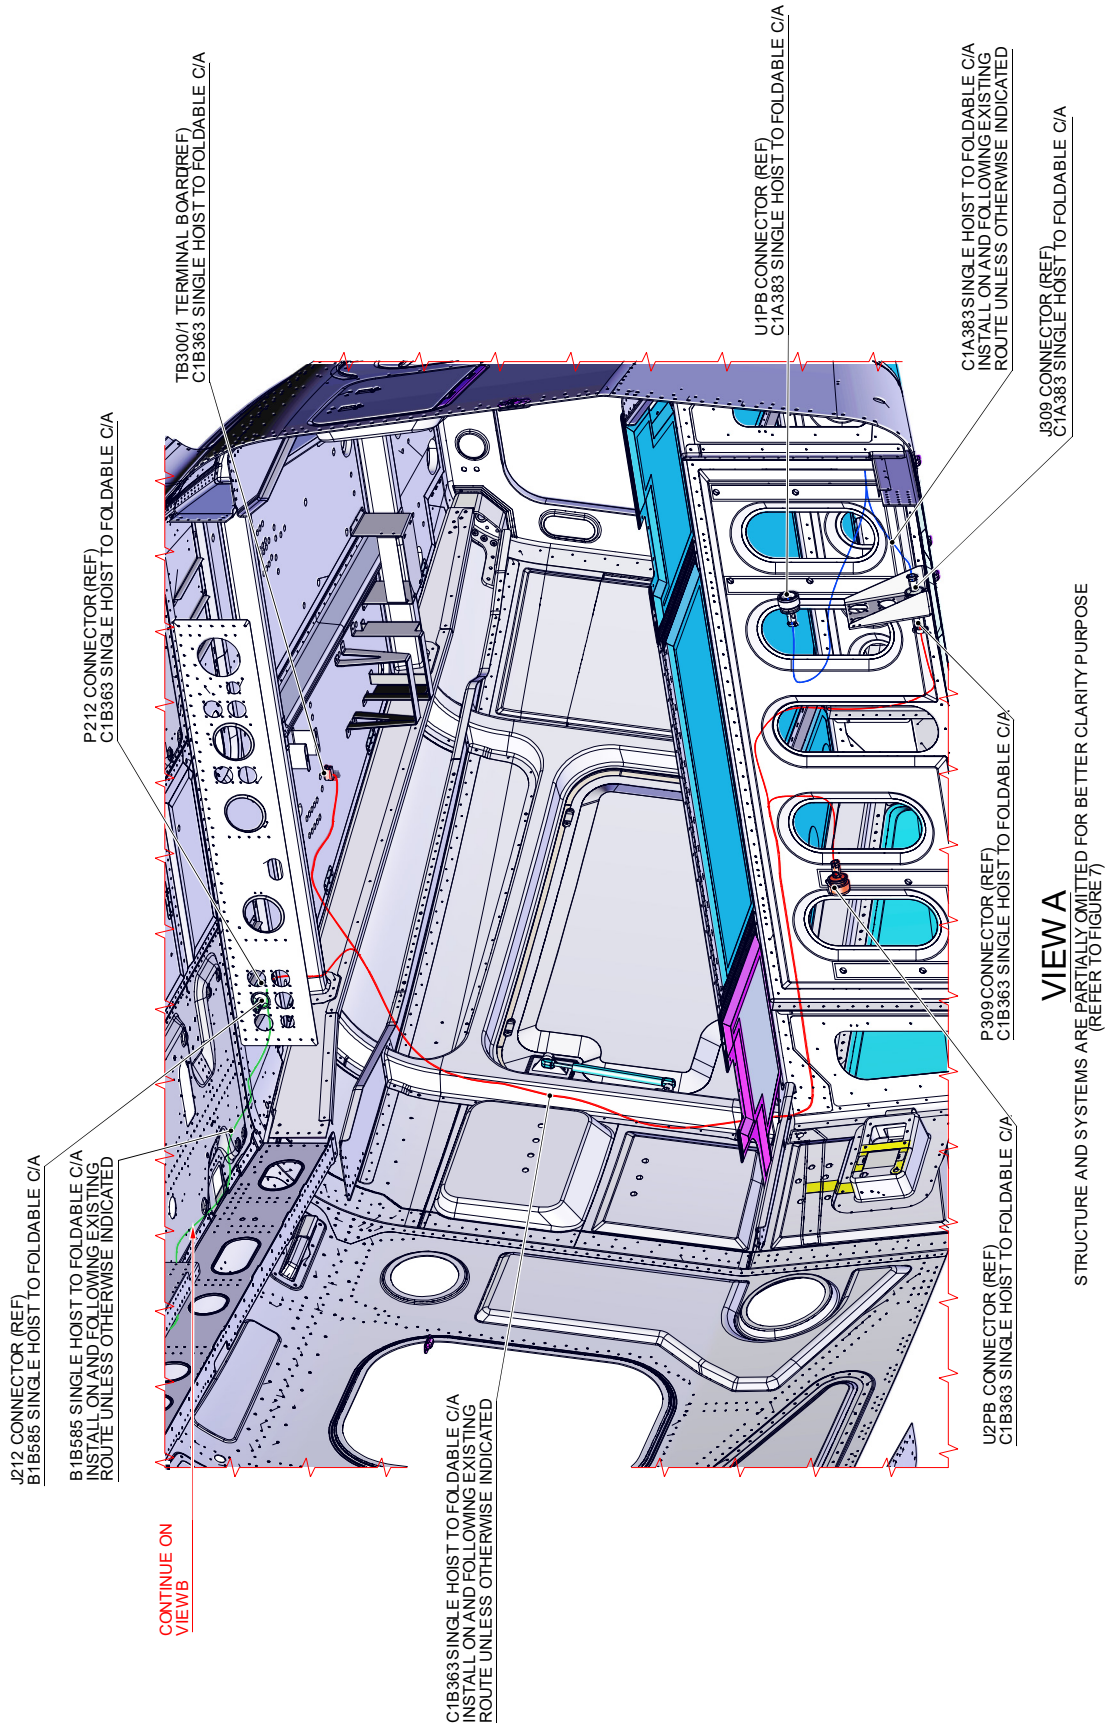 J212 CONNECTOR (REF)
B1B585 SINGLE HOIST TO FOLDABLE C/A
B1B585 SINGLE HOIST TO FOLDABLE C/A
INSTALL ON AND FOLLOWING EXISTING
ROUTE UNLESS OTHERWISE INDICATED
P212 CONNECTOR (REF)
C1B363 SINGLE HOIST TO FOLDABLE C/A
TB300/1 TERMINAL BOARD(REF)
C1B363 SINGLE HOIST TO FOLDABLE C/A
CONTINUE ON
VIEW B
C1B363 SINGLE HOIST TO FOLDABLE C/A
INSTALL ON AND FOLLOWING EXISTING
ROUTE UNLESS OTHERWISE INDICATED
U1PB CONNECTOR (REF)
C1A383 SINGLE HOIST TO FOLDABLE C/A
C1A383 SINGLE HOIST TO FOLDABLE C/A
INSTALL ON AND FOLLOWING EXISTING
ROUTE UNLESS OTHERWISE INDICATED
J309 CONNECTOR (REF)
C1A383 SINGLE HOIST TO FOLDABLE C/A
P309 CONNECTOR (REF)
C1B363 SINGLE HOIST TO FOLDABLE C/A
U2PB CONNECTOR (REF)
C1B363 SINGLE HOIST TO FOLDABLE C/A
VIEW A
STRUCTURE AND SYSTEMS ARE PARTIALLY OMITTED FOR BETTER CLARITY PURPOSE
(REFER TO FIGURE 7)